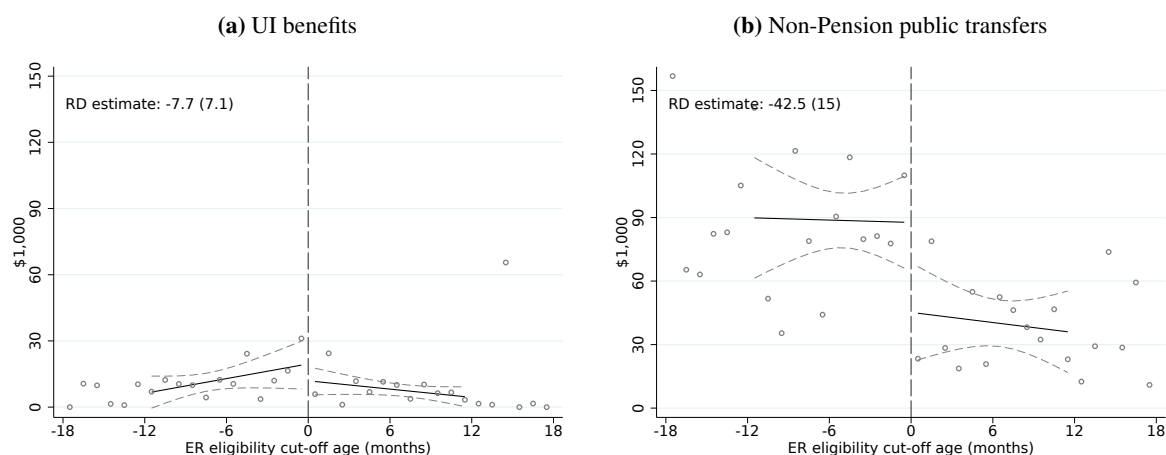 (a) UI benefits
150
120
90
60
30
0
$1,000
RD estimate: -7.7 (7.1)
-18 -12 -6 0 6 12 18
ER eligibility cut-off age (months)
(b) Non-Pension public transfers
150
120
90
60
30
0
$1,000
RD estimate: -42.5 (15)
-18 -12 -6 0 6 12 18
ER eligibility cut-off age (months)